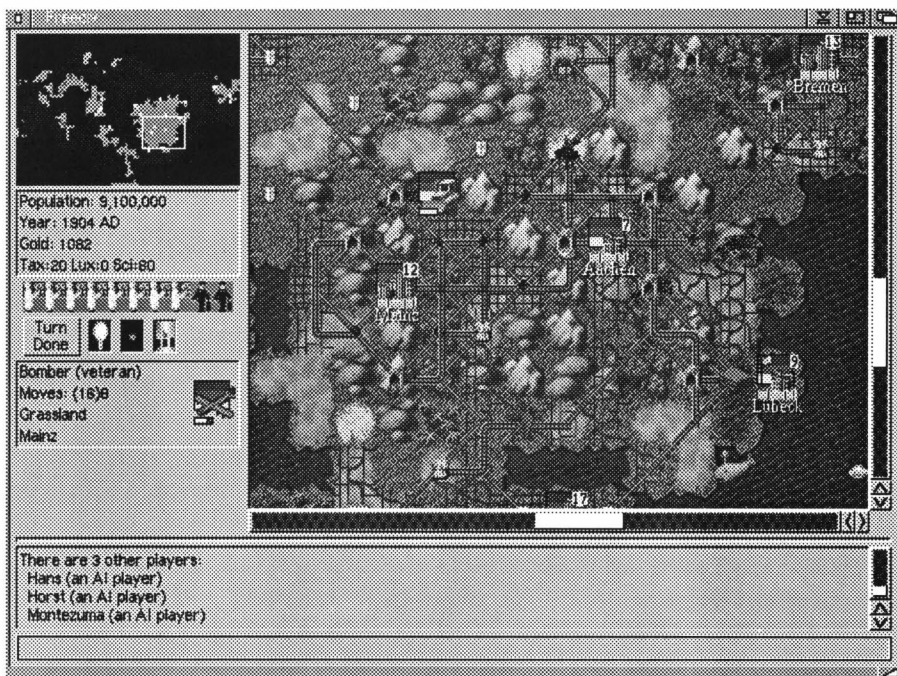 Freeciv
13
Bremen
Population: 9,100,000
Year: 1904 AD
Gold: 1082
Tax:20 Lux:0 Sci:80
7
Aachen
12
Mainz
Turn
Done
Bomber (veteran)
Moves: (16)8
Grassland
Mainz
9
Lubeck
17
There are 3 other players:
Hans (an AI player)
Horst (an AI player)
Montezuma (an AI player)